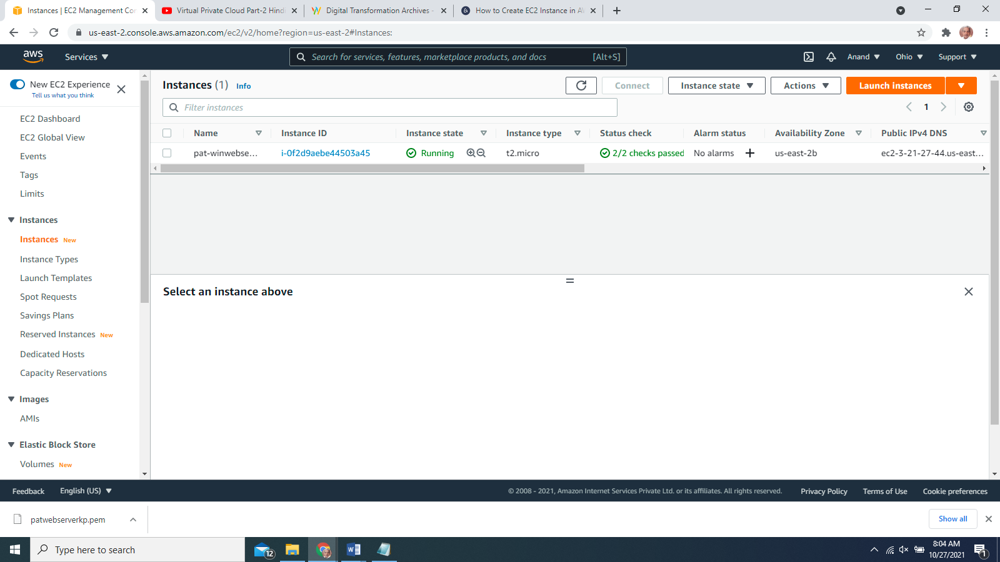 Instances | EC2 Management Con
Virtual Private Cloud Part-2 Hindi
Digital Transformation Archives -
How to Create EC2 Instance in AW
us-east-2.console.aws.amazon.com/ec2/v2/home?region=us-east-2#Instances:
aws
Services
Search for services, features, marketplace products, and docs [Alt+S]
Anand
Ohio
Support
New EC2 Experience
Tell us what you think
EC2 Dashboard
EC2 Global View
Events
Tags
Limits
Instances
Instances New
Instance Types
Launch Templates
Spot Requests
Savings Plans
Reserved Instances New
Dedicated Hosts
Capacity Reservations
Images
AMIs
Elastic Block Store
Volumes New
Instances (1) Info
Connect
Instance state
Actions
Launch instances
Filter instances
1
Name Instance ID Instance state Instance type Status check Alarm status Availability Zone Public IPv4 DNS
pat-winwebse... i-0f2d9aebe44503a45 Running t2.micro 2/2 checks passed No alarms us-east-2b ec2-3-21-27-44.us-east...
Select an instance above
Feedback English (US) © 2008 - 2021, Amazon Internet Services Private Ltd. or its affiliates. All rights reserved. Privacy Policy Terms of Use Cookie preferences
patwebserverkp.pem
Show all
Type here to search
12
W
8:04 AM
10/27/2021
1